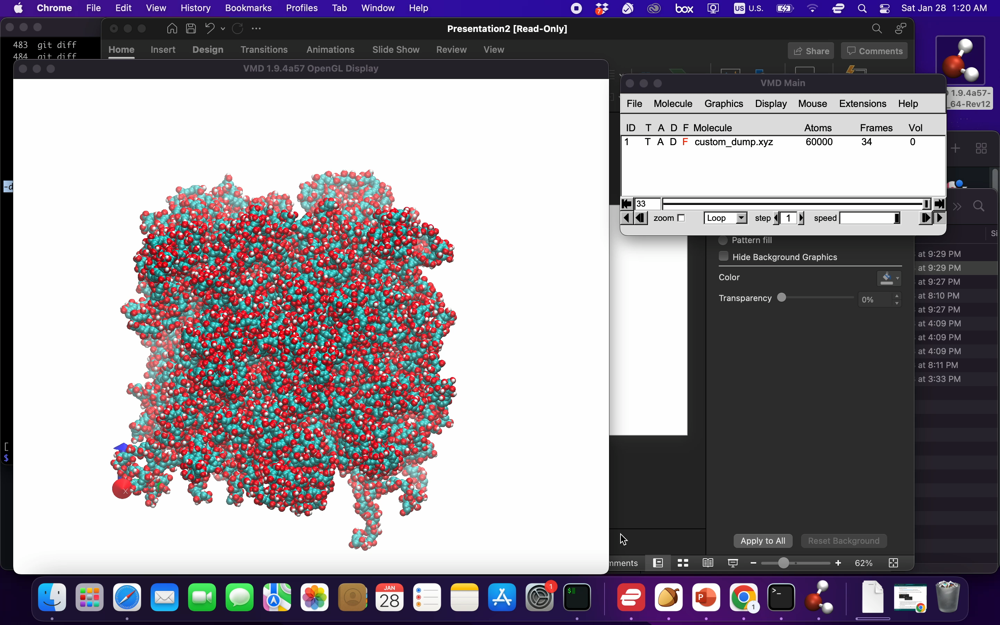 Chrome File Edit View History Bookmarks Profiles Tab Window Help
7 box US U.S. Sat Jan 28 1:20 AM
483 git diff
484 git diff
Presentation2 [Read-Only]
Home Insert Design Transitions Animations Slide Show Review View
Share Comments
VMD 1.9.4a57 OpenGL Display
X
VMD Main
File Molecule Graphics Display Mouse Extensions Help
ID T A D F Molecule Atoms Frames Vol
1 T A D F custom_dump.xyz 60000 34 0
33
zoom Loop step 1 speed
1.9.4a57-
_64-Rev12
-d
[
$
Pattern fill
Hide Background Graphics
Color
Transparency 0%
Apply to All Reset Background
mments 62%
Si
at 9:29 PM
at 9:29 PM
at 9:27 PM
at 8:10 PM
at 9:27 PM
at 4:09 PM
at 4:09 PM
at 4:09 PM
at 8:11 PM
at 3:33 PM
JAN
28
1
$
P
1
>_